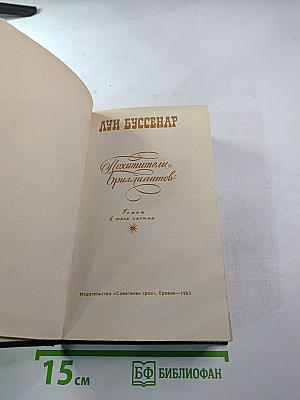 ЛУИ БУССЕНАР
Похитители
бриллиантов
Роман
в трех частях
Издательство «Советакан грох», Ереван—1983
15 см
БФ БИБЛИОФАН